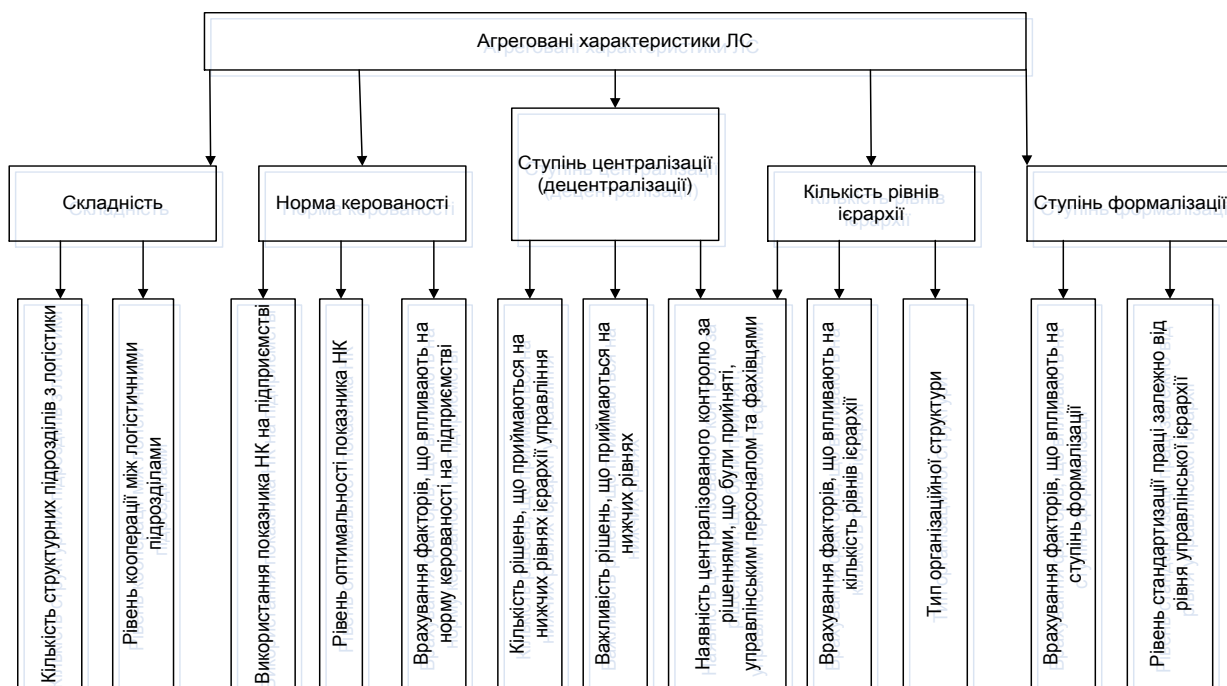 Агреговані характеристики ЛС
Складність
Норма керованості
Ступінь централізації
(децентралізації)
Кількість рівнів
ієрархії
Ступінь формалізації
Кількість структурних підрозділів з логістики
Рівень кооперації між логістичними
підрозділами
Використання показника НК на підприємстві
Рівень оптимальності показника НК
Врахування факторів, що впливають на
норму керованості на підприємстві
Кількість рішень, що приймаються на
нижчих рівнях ієрархії управління
Важливість рішень, що приймаються на
нижчих рівнях
Наявність централізованого контролю за
рішеннями, що були прийняті,
управлінським персоналом та фахівцями
Врахування факторів, що впливають на
кількість рівнів ієрархії
Тип організаційної структури
Врахування факторів, що впливають на
ступінь формалізації
Рівень стандартизації праці залежно від
рівня управлінської ієрархії